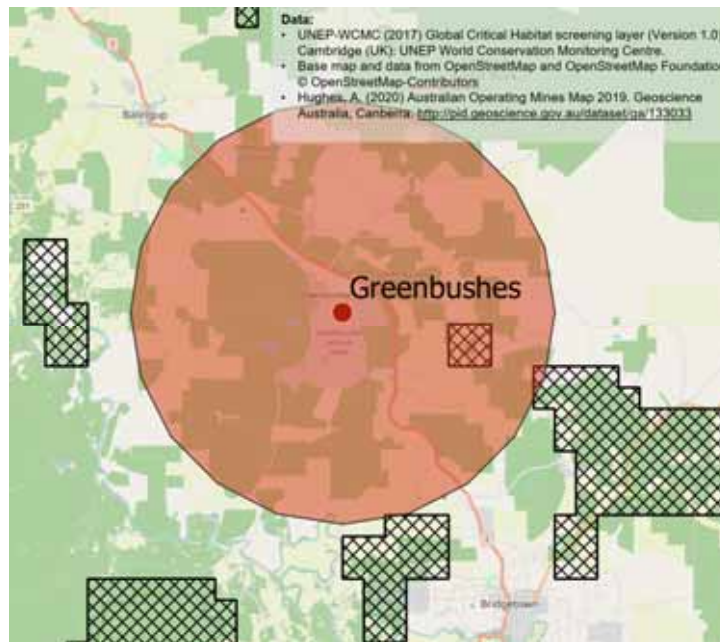 Data:
• UNEP-WCMC (2017) Global Critical Habitat screening layer (Version 1.0)
Cambridge (UK): UNEP World Conservation Monitoring Centre.
• Base map and data from OpenStreetMap and OpenStreetMap Foundation
© OpenStreetMap-Contributors
• Hughes, A. (2020) Australian Operating Mines Map 2019. Geoscience
Australia, Canberra. http://pid.geoscience.gov.au/dataset/ga/133033
Balingup
Greenbushes
Bridgetown